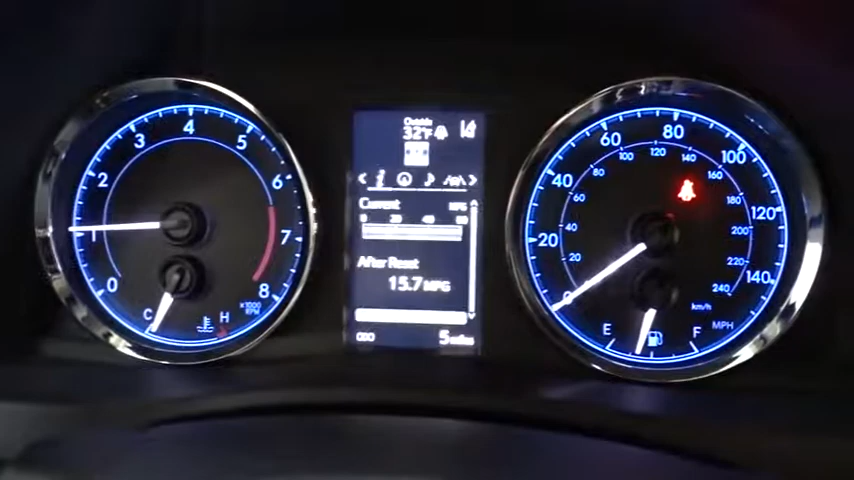 0
1
2
3
4
5
6
7
8
x1000
RPM
C
H
Outside
32°F
Current
MPG
0 20 40 60
After Reset
15.7 MPG
ODO
5 miles
0
20
40
60
80
100
120
140
20
40
60
80
100
120
140
160
180
200
220
240
km/h
MPH
E
F